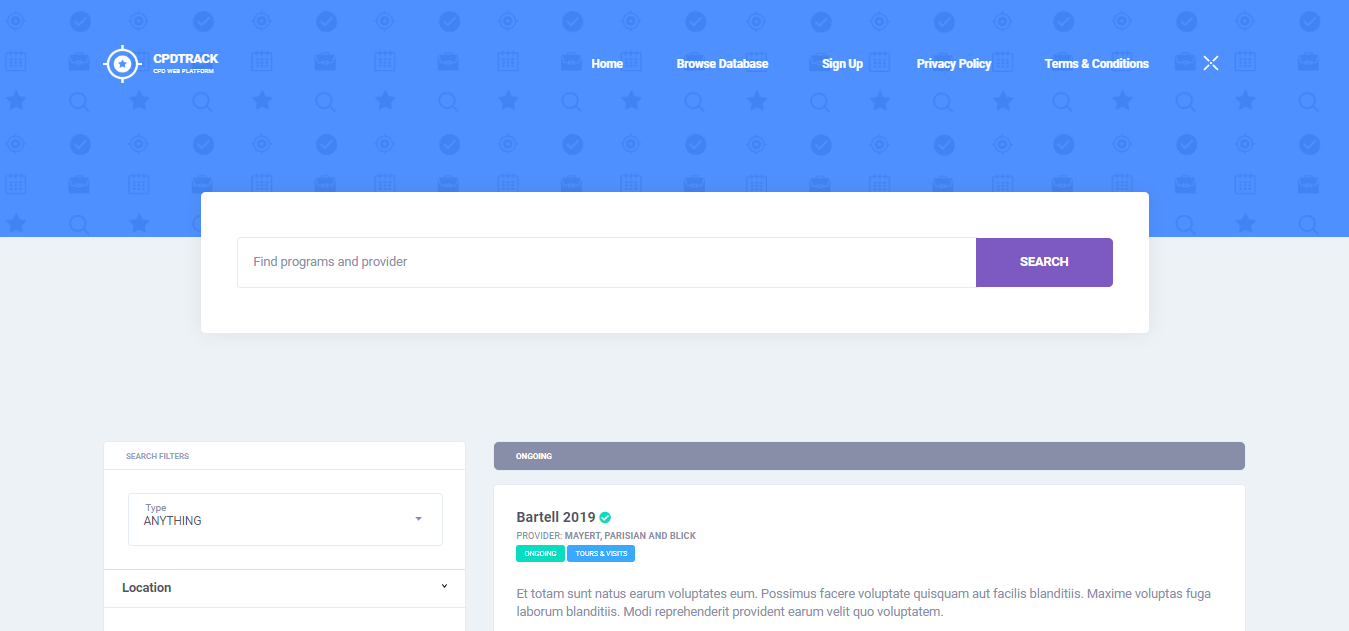 CPDTRACK
CPD WEB PLATFORM
Home
Browse Database
Sign Up
Privacy Policy
Terms & Conditions
Find programs and provider
SEARCH
SEARCH FILTERS
Type
ANYTHING
Location
ONGOING
Bartell 2019
PROVIDER: MAYERT, PARISIAN AND BLICK
ONGOING TOURS & VISITS
Et totam sunt natus earum voluptates eum. Possimus facere voluptate quisquam aut facilis blanditiis. Maxime voluptas fuga
laborum blanditiis. Modi reprehenderit provident earum velit quo voluptatem.